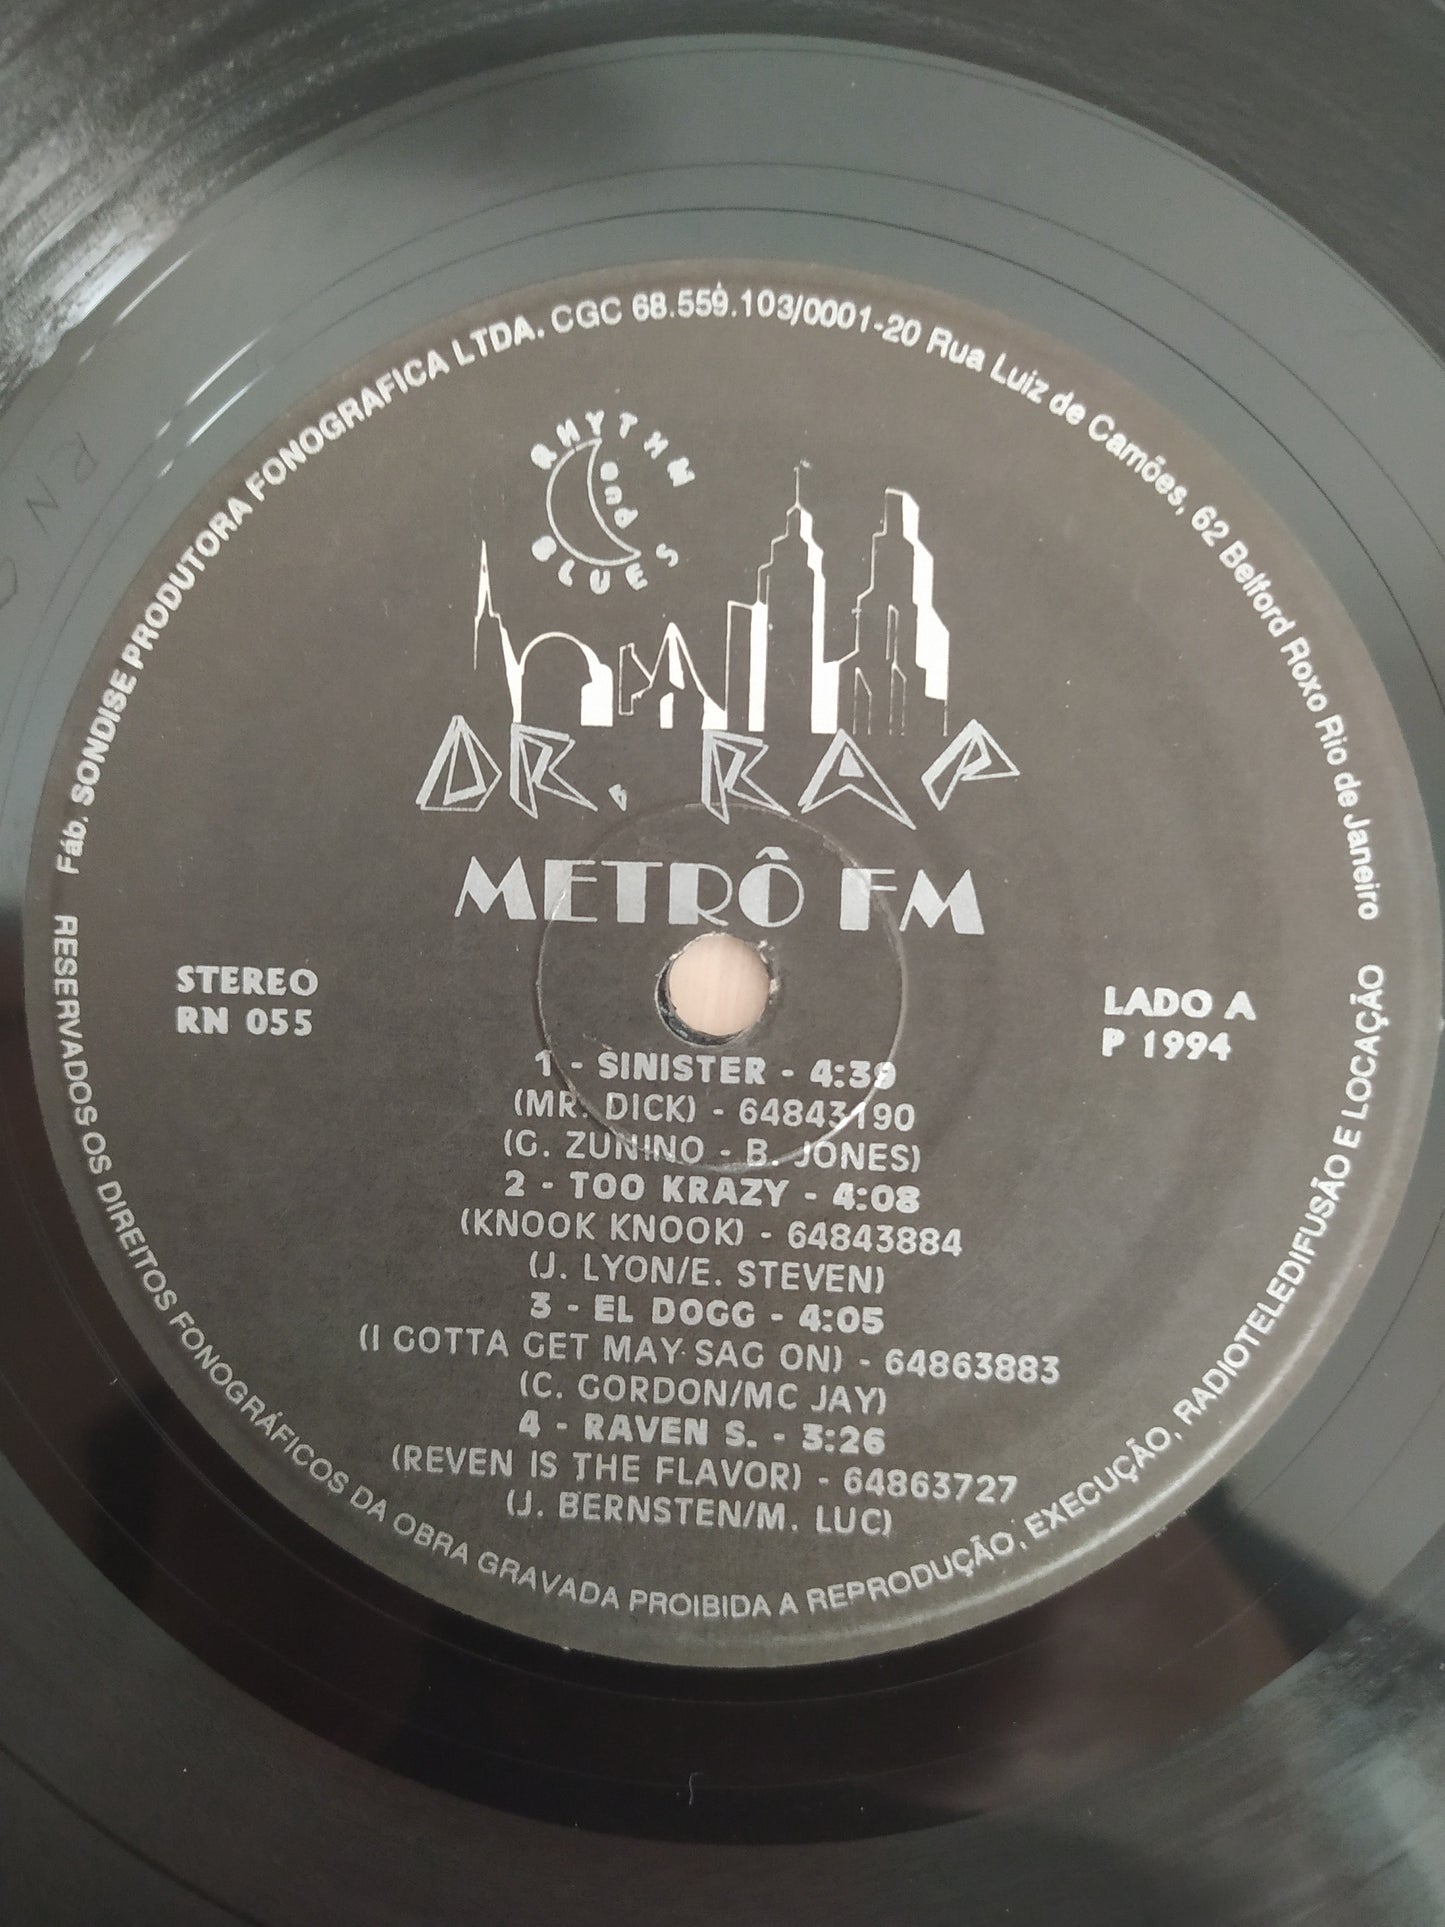 Fáb. SONDISE PRODUTORA FONOGRAFICA LTDA. CGC 68.559.103/0001-20 Rua Luiz de Camões, 62 Belford Roxo Rio de Janeiro
RHYTHM
and
BLUES
DR. RAP
METRÔ FM
STEREO
RN 055
LADO A
P 1994
1 - SINISTER - 4:39
(MR. DICK) - 64843190
(G. ZUNINO - B. JONES)
2 - TOO KRAZY - 4:08
(KNOOK KNOOK) - 64843884
(J. LYON/E. STEVEN)
3 - EL DOGG - 4:05
(I GOTTA GET MAY SAG ON) - 64863883
(C. GORDON/MC JAY)
4 - RAVEN S. - 3:26
(REVEN IS THE FLAVOR) - 64863727
(J. BERNSTEN/M. LUC)
RESERVADOS OS DIREITOS FONOGRÁFICOS DA OBRA GRAVADA PROIBIDA A REPRODUÇÃO, EXECUÇÃO, RADIOTELEDIFUSÃO E LOCAÇÃO